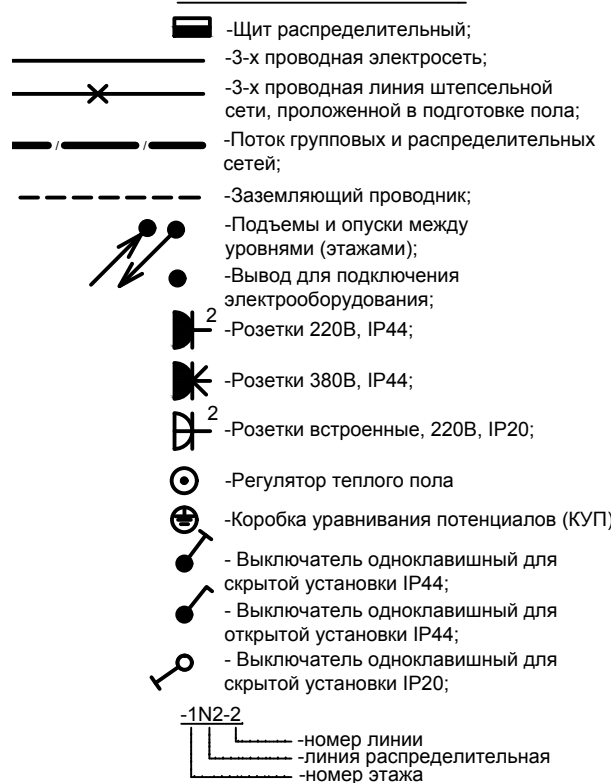 -Щит распределительный;
-3-х проводная электросеть;
-3-х проводная линия штепсельной
сети, проложенной в подготовке пола;
-Поток групповых и распределительных
сетей;
-Заземляющий проводник;
-Подъемы и опуски между
уровнями (этажами);
-Вывод для подключения
электрооборудования;
2
-Розетки 220В, IP44;
-Розетки 380В, IP44;
2
-Розетки встроенные, 220В, IP20;
-Регулятор теплого пола
-Коробка уравнивания потенциалов (КУП)
- Выключатель одноклавишный для
скрытой установки IP44;
- Выключатель одноклавишный для
открытой установки IP44;
- Выключатель одноклавишный для
скрытой установки IP20;
-1N2-2
-номер линии
-линия распределительная
-номер этажа